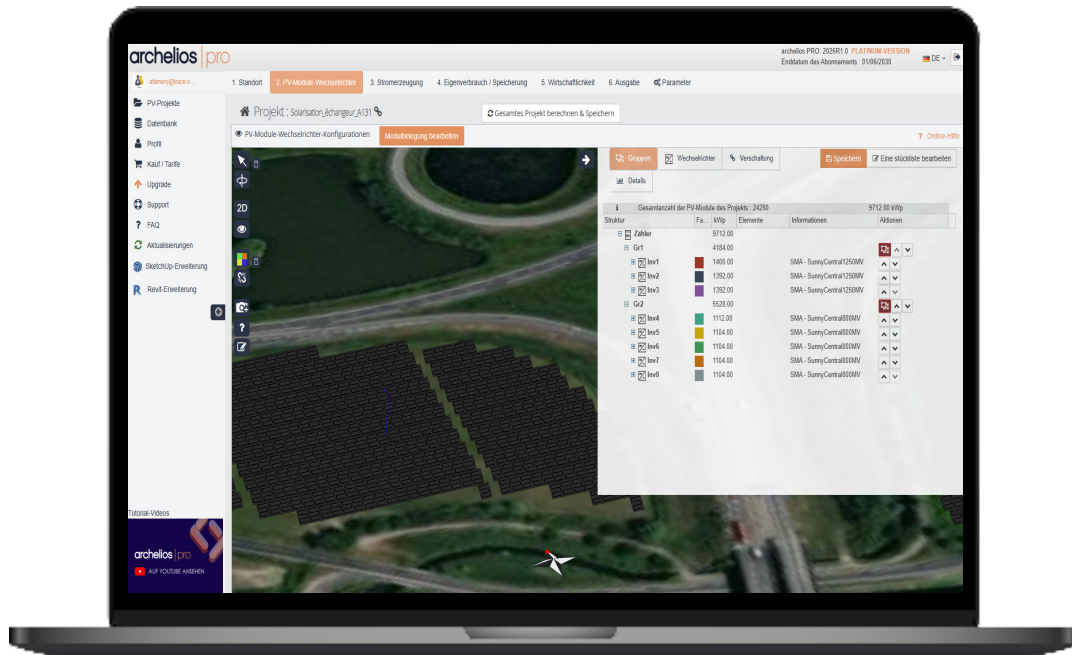 archelios | pro
archelios PRO: 2026R1.0 PLATINUM-VERSION
Enddatum des Abonnements : 01/06/2030
DE
1. Standort
2. PV-Module-Wechselrichter
3. Stromerzeugung
4. Eigenverbrauch / Speicherung
5. Wirtschaftlichkeit
6. Ausgabe
Parameter
PV-Projekte
Datenbank
Profil
Kauf / Tarife
Upgrade
Support
? FAQ
Aktualisierungen
SketchUp-Erweiterung
Revit-Erweiterung
Projekt : Solarisation_échangeur_A131
Gesamtes Projekt berechnen & Speichern
PV-Module-Wechselrichter-Konfigurationen
Modulbelegung bearbeiten
? Online-Hilfe
2D
?
Gruppen
Wechselrichter
Verschaltung
Speichern
Eine stückliste bearbeiten
Details
i Gesamtanzahl der PV-Module des Projekts : 24280 9712.00 kWp
Struktur Fa... kWp Elemente Informationen Aktionen
Zähler 9712.00
Gr1 4184.00
Inv1 1400.00 SMA - SunnyCentral1250MV
Inv2 1392.00 SMA - SunnyCentral1250MV
Inv3 1392.00 SMA - SunnyCentral1250MV
Gr2 5528.00
Inv4 1112.00 SMA - SunnyCentral800MV
Inv5 1104.00 SMA - SunnyCentral800MV
Inv6 1104.00 SMA - SunnyCentral800MV
Inv7 1104.00 SMA - SunnyCentral800MV
Inv8 1104.00 SMA - SunnyCentral800MV
Tutorial-Videos
archelios | pro
AUF YOUTUBE ANSEHEN